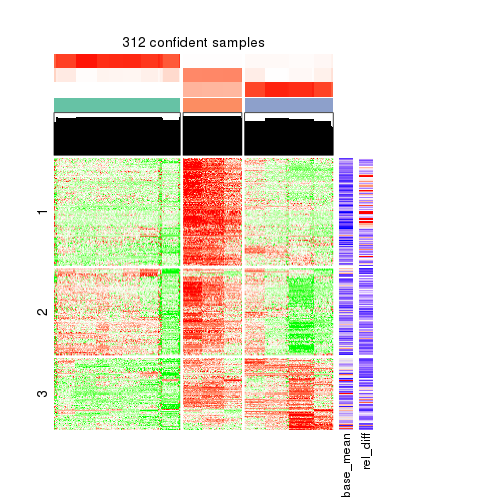 312 confident samples
1
2
3
base_mean
rel_diff